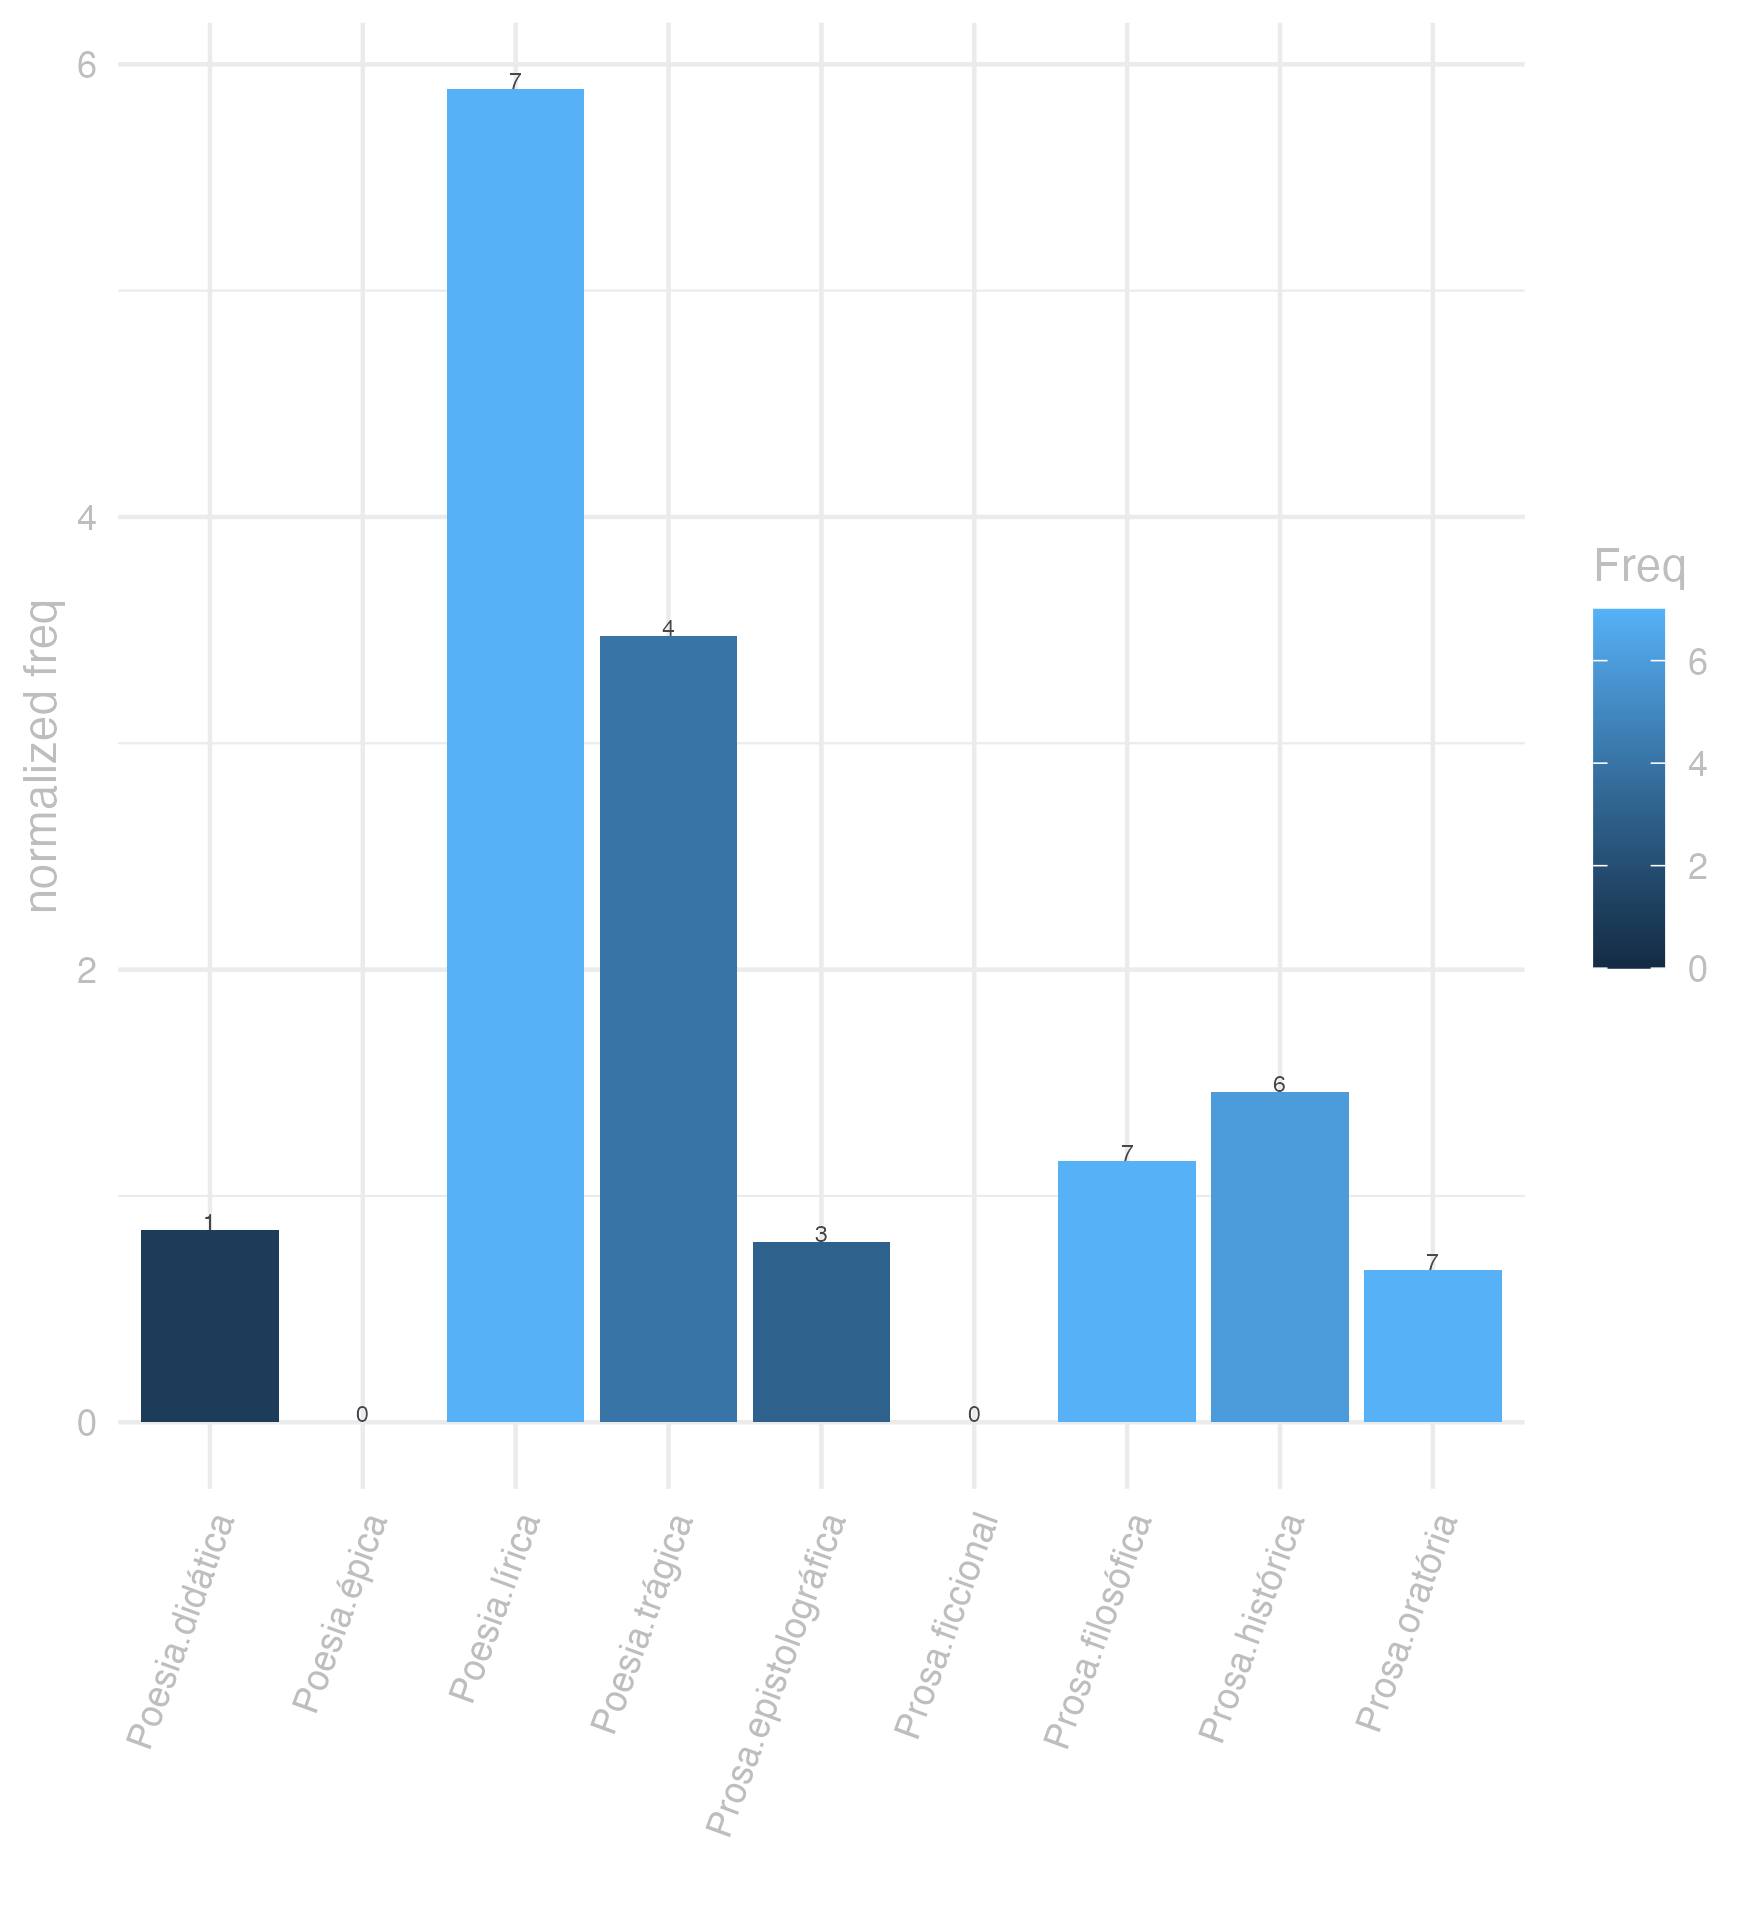 normalized freq
6
4
2
0
1
0
7
4
3
0
7
6
7
Poesia.didática
Poesia.épica
Poesia.lírica
Poesia.trágica
Prosa.epistolográfica
Prosa.ficcional
Prosa.filosófica
Prosa.histórica
Prosa.oratória
Freq
6
4
2
0